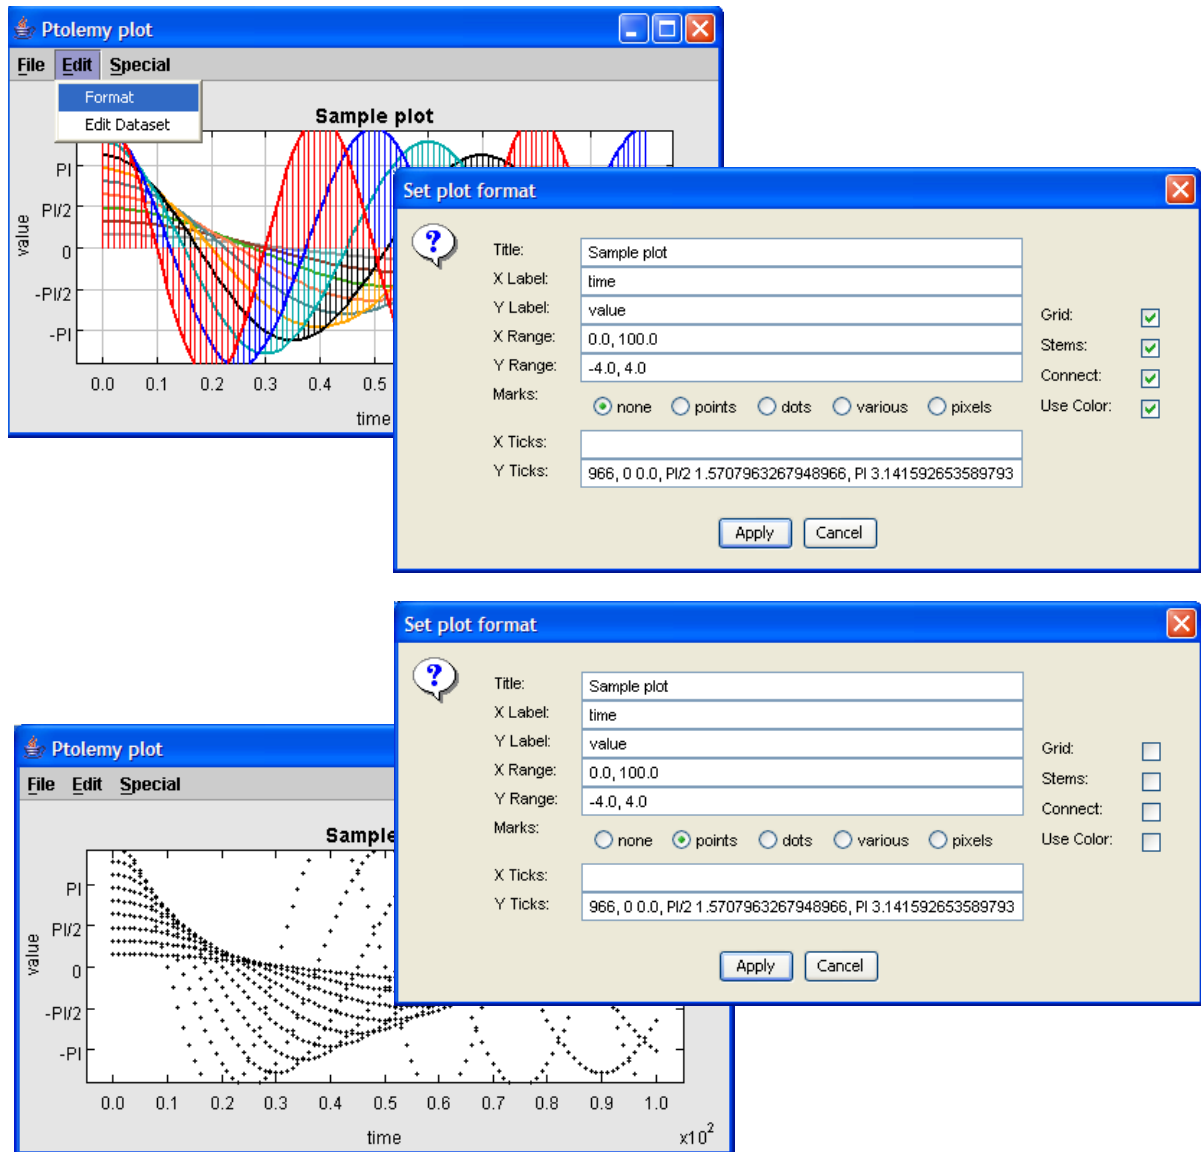 Ptolemy plot
File Edit Special
Format
Edit Dataset
Sample plot
PI
PI/2
0
-PI/2
-PI
value
0.0 0.1 0.2 0.3 0.4 0.5
time
Set plot format
Title: Sample plot
X Label: time
Y Label: value
X Range: 0.0, 100.0
Y Range: -4.0, 4.0
Marks: none points dots various pixels
X Ticks:
Y Ticks: 966, 0 0.0, PI/2 1.5707963267948966, PI 3.141592653589793
Grid:
Stems:
Connect:
Use Color:
Apply Cancel
Set plot format
Title: Sample plot
X Label: time
Y Label: value
X Range: 0.0, 100.0
Y Range: -4.0, 4.0
Marks: none points dots various pixels
X Ticks:
Y Ticks: 966, 0 0.0, PI/2 1.5707963267948966, PI 3.141592653589793
Grid:
Stems:
Connect:
Use Color:
Apply Cancel
Ptolemy plot
File Edit Special
Sample
PI
PI/2
0
-PI/2
-PI
value
0.0 0.1 0.2 0.3 0.4 0.5 0.6 0.7 0.8 0.9 1.0
time x10²